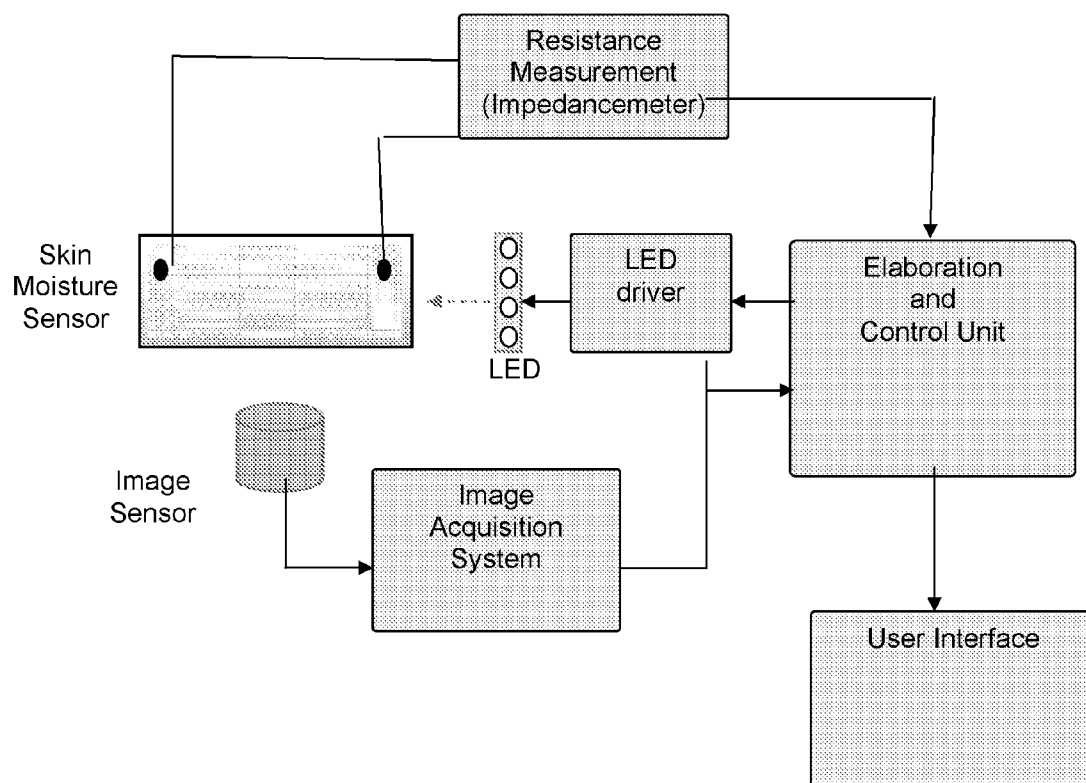 Resistance
Measurement
(Impedancemeter)
Skin
Moisture
Sensor
LED
LED
driver
Elaboration
and
Control Unit
Image
Sensor
Image
Acquisition
System
User Interface